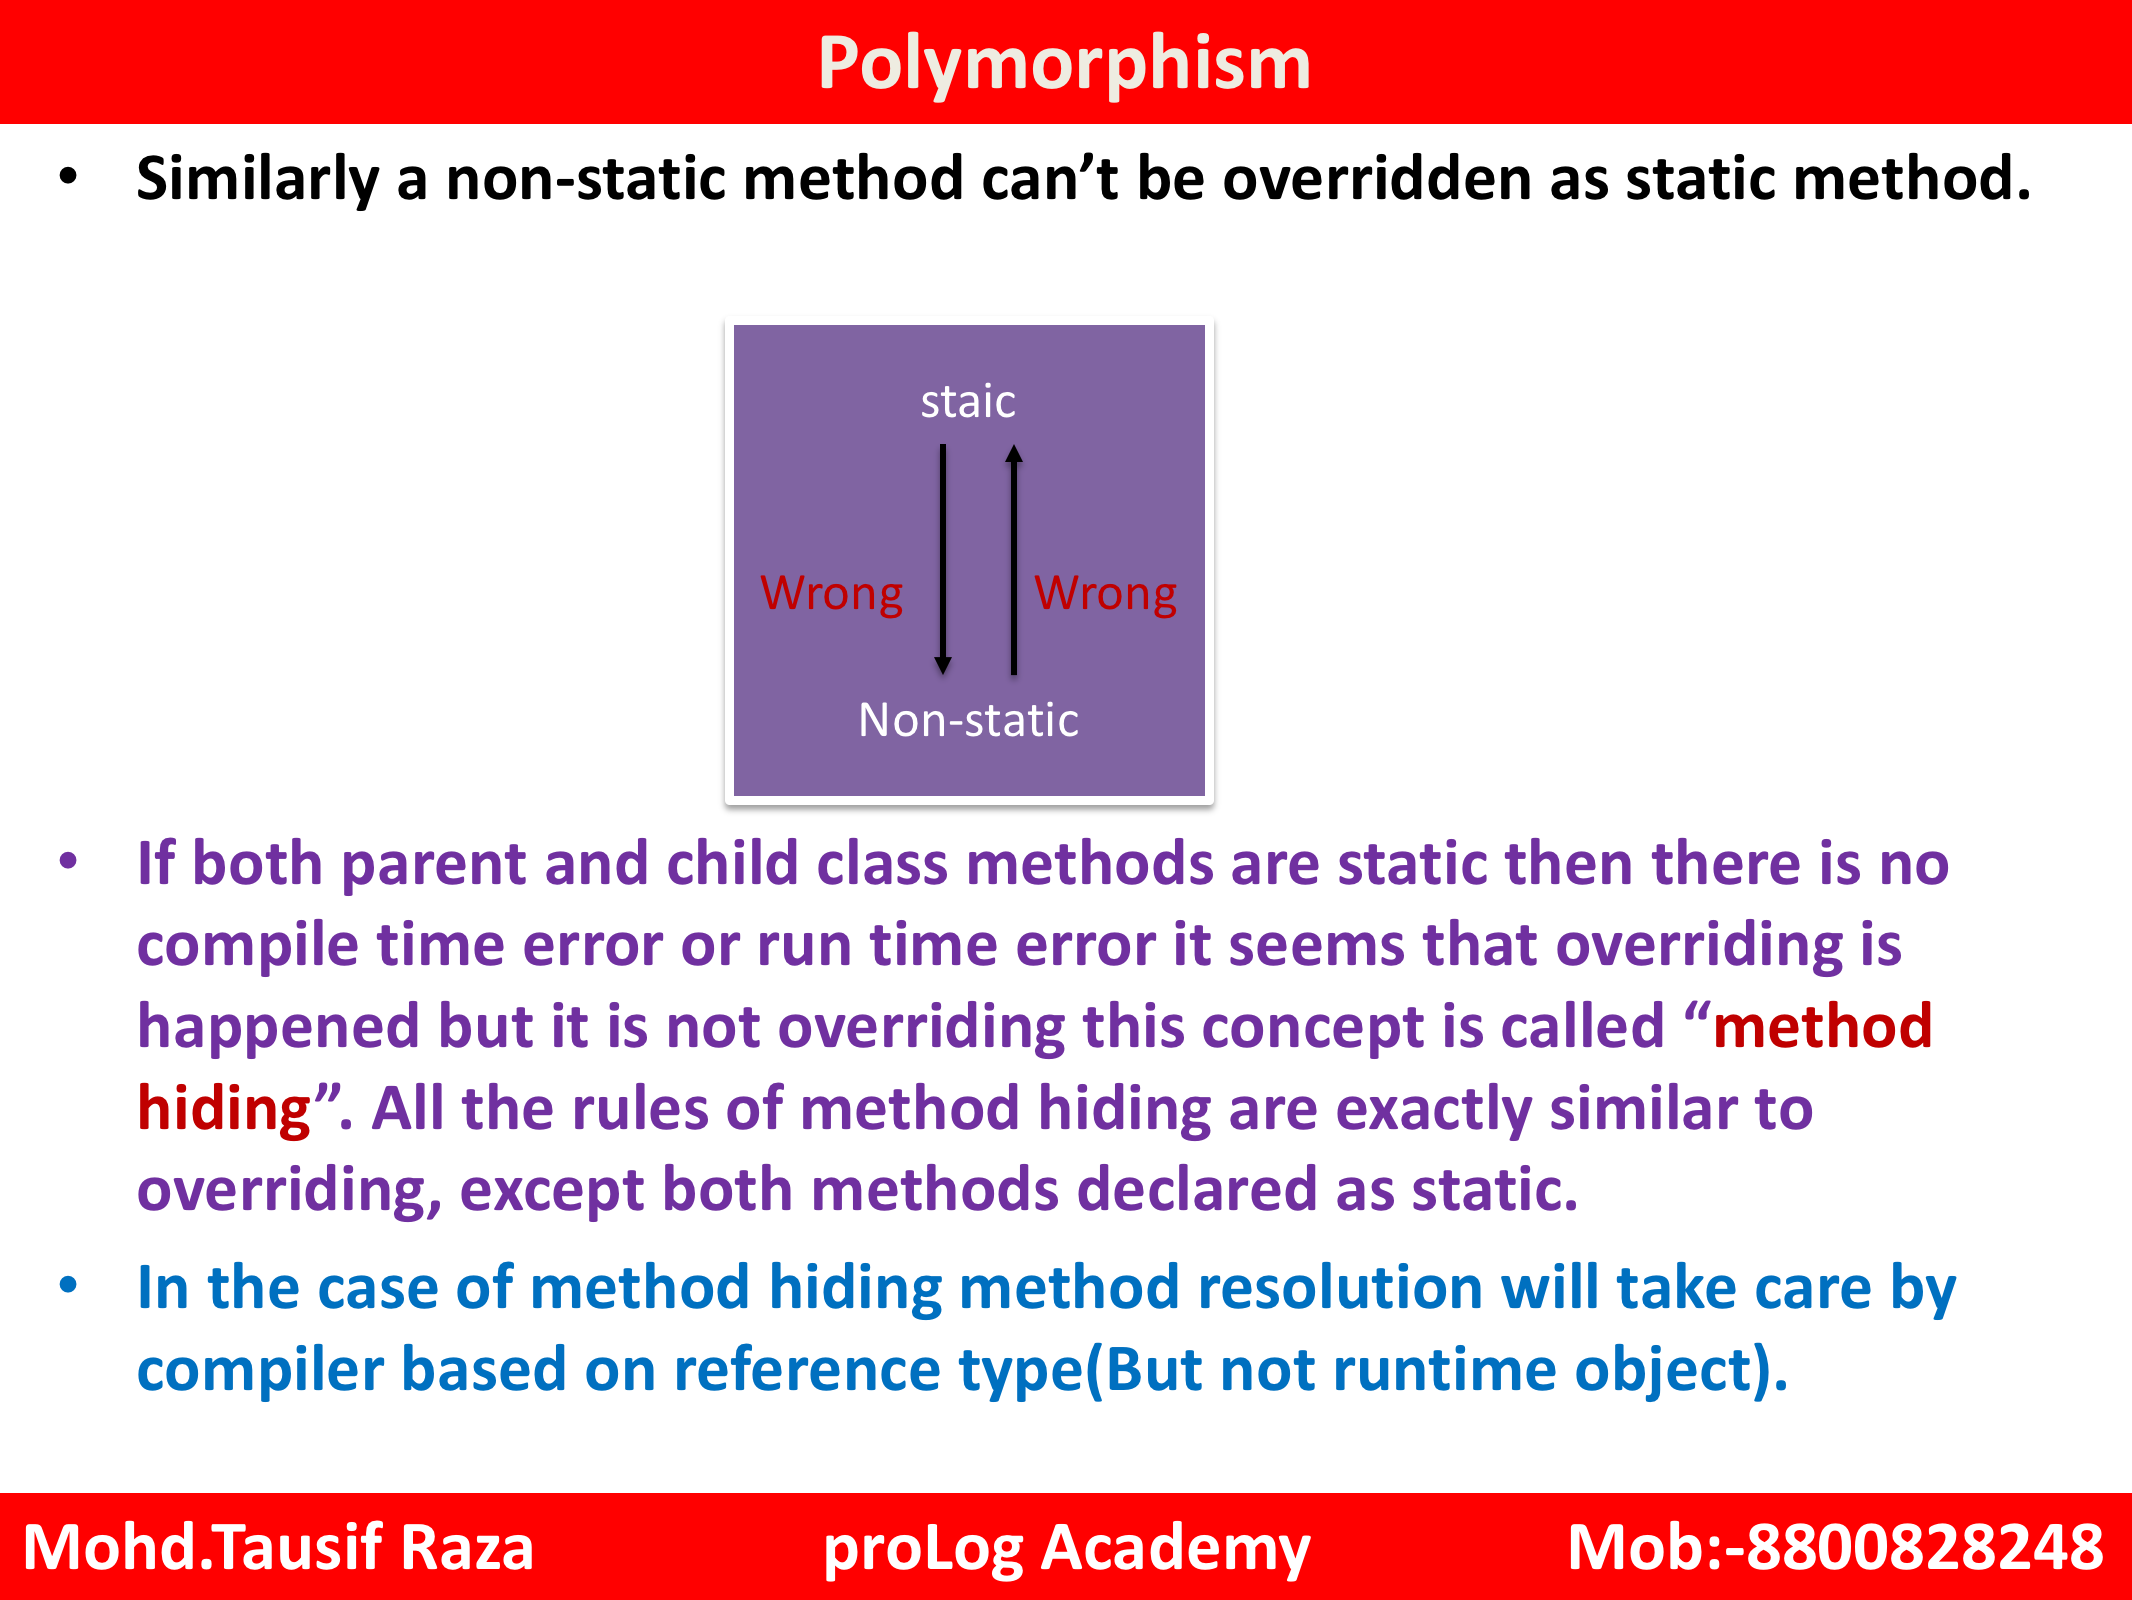 Polymorphism
• Similarly a non-static method can’t be overridden as static method.
staic
Wrong Wrong
Non-static
• If both parent and child class methods are static then there is no
compile time error or run time error it seems that overriding is
happened but it is not overriding this concept is called “method
hiding”. All the rules of method hiding are exactly similar to
overriding, except both methods declared as static.
• In the case of method hiding method resolution will take care by
compiler based on reference type(But not runtime object).
Mohd.Tausif Raza proLog Academy Mob:-8800828248